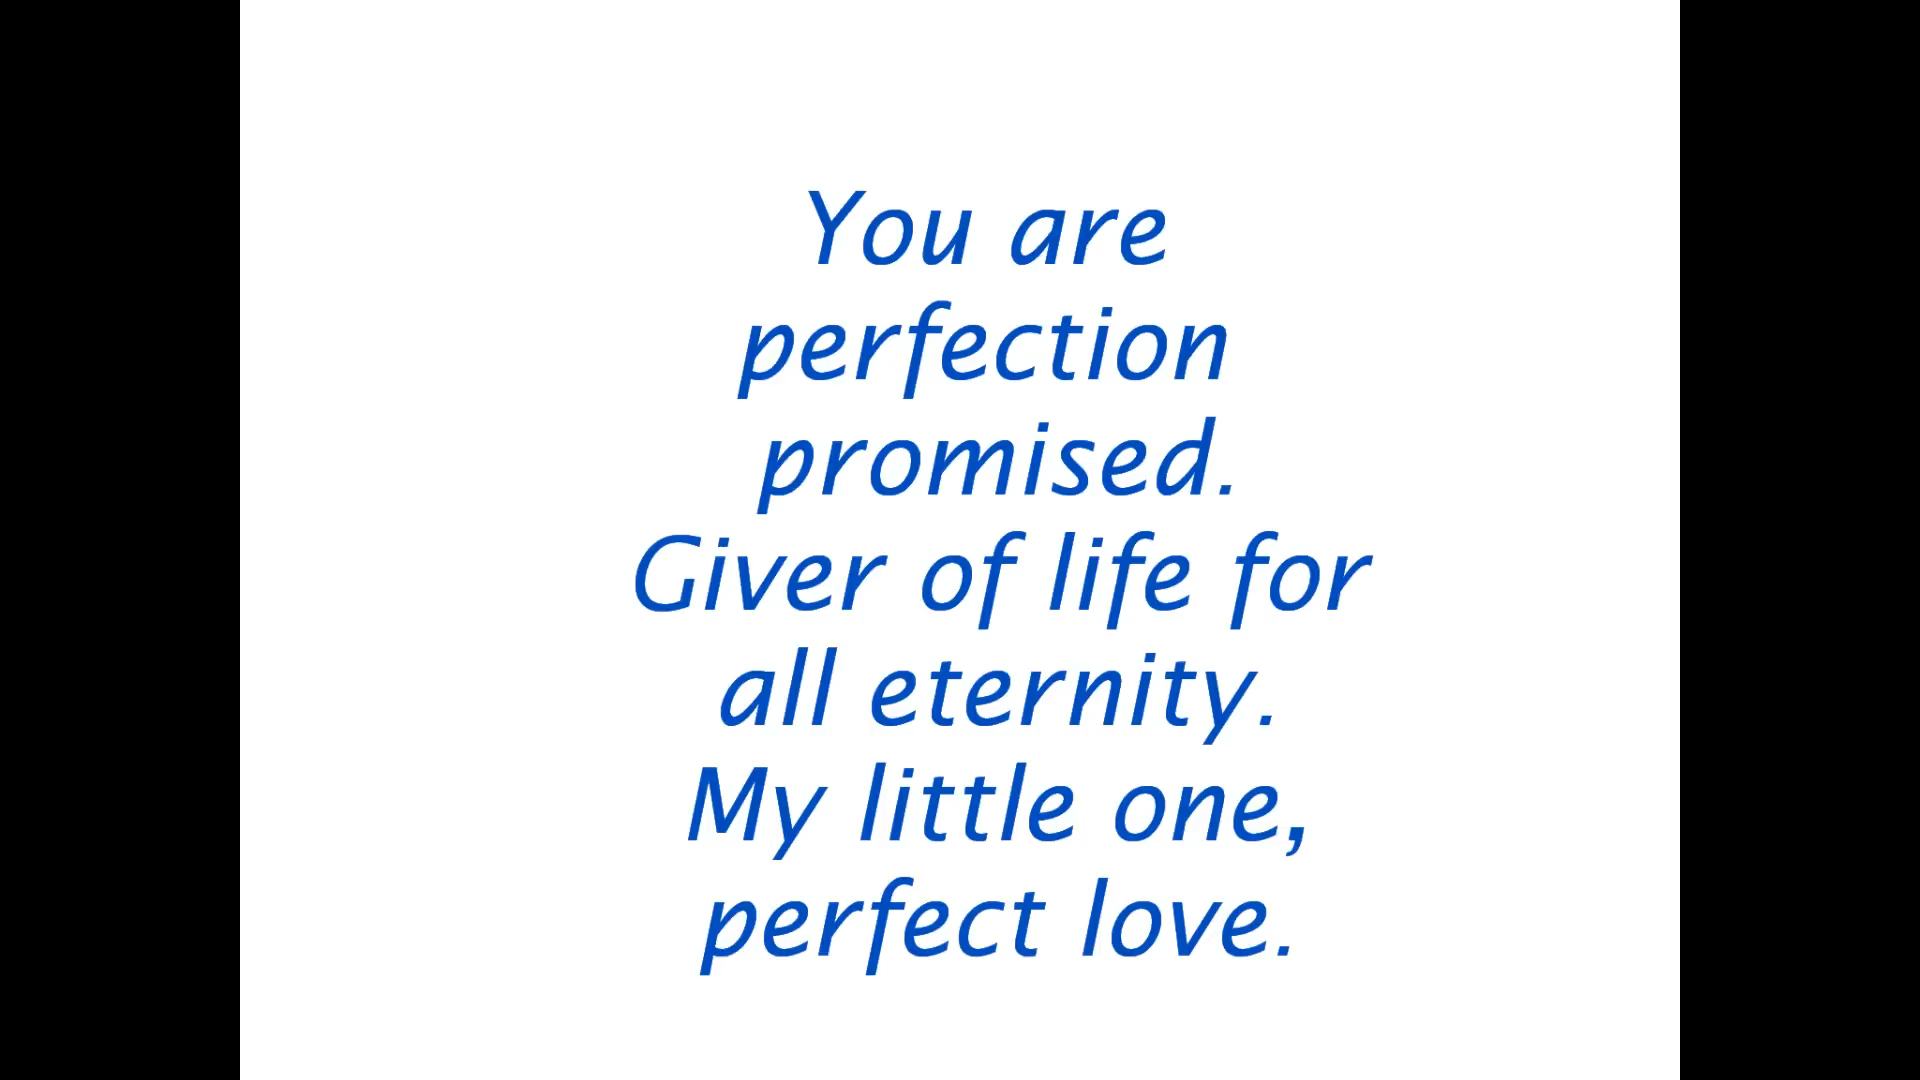 You are
perfection
promised.
Giver of life for
all eternity.
My little one,
perfect love.